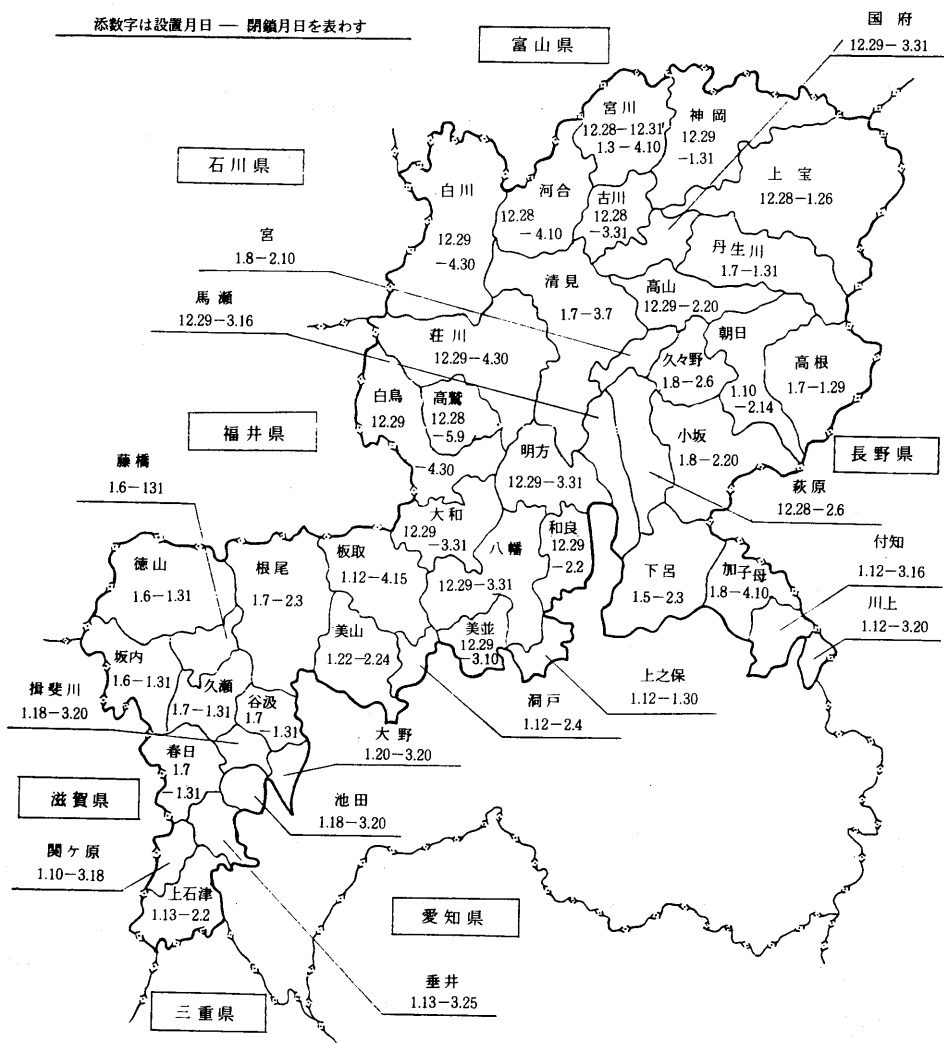 添数字は設置月日 ― 閉鎖月日を表わす
国府
12.29－3.31
富山県
宮川
12.28－12.31
1.3－4.10
神岡
12.29
－1.31
石川県
白川
12.29
－4.30
河合
12.28
－4.10
古川
12.28
－3.31
上宝
12.28－1.26
宮
1.8－2.10
丹生川
1.7－1.31
清見
1.7－3.7
高山
12.29－2.20
馬瀬
12.29－3.16
荘川
12.29－4.30
朝日
1.10
－2.14
久々野
1.8－2.6
高根
1.7－1.29
白鳥
12.29
－4.30
高鷲
12.28
－5.9
福井県
明方
12.29－3.31
小坂
1.8－2.20
長野県
藤橋
1.6－131
萩原
12.28－2.6
大和
12.29
－3.31
八幡
12.29－3.31
和良
12.29
－2.2
付知
1.12－3.16
徳山
1.6－1.31
根尾
1.7－2.3
板取
1.12－4.15
下呂
1.5－2.3
加子母
1.8－4.10
川上
1.12－3.20
美山
1.22－2.24
美並
12.29
－3.10
坂内
1.6－1.31
上之保
1.12－1.30
揖斐川
1.18－3.20
久瀬
1.7－1.31
谷汲
1.7
－1.31
洞戸
1.12－2.4
大野
1.20－3.20
春日
1.7
－1.31
滋賀県
池田
1.18－3.20
関ケ原
1.10－3.18
上石津
1.13－2.2
愛知県
垂井
1.13－3.25
三重県